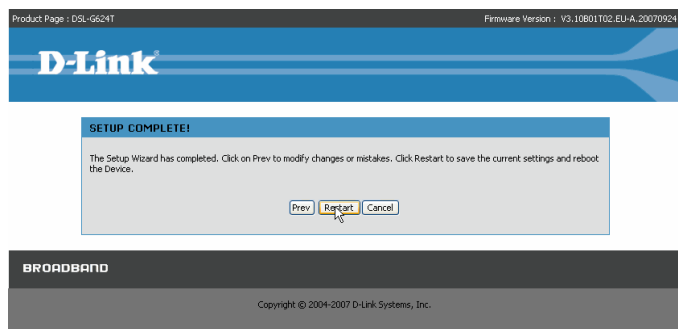 Product Page : DSL-G624T
Firmware Version : V3.10B01T02.EU-A.20070924
D-Link
SETUP COMPLETE!
The Setup Wizard has completed. Click on Prev to modify changes or mistakes. Click Restart to save the current settings and reboot
the Device.
Prev Restart Cancel
BROADBAND
Copyright © 2004-2007 D-Link Systems, Inc.